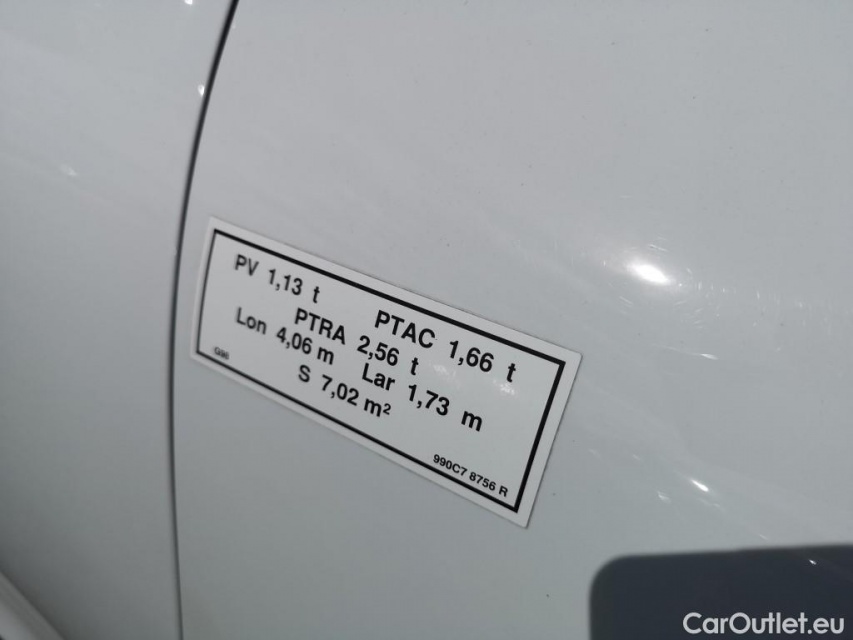 PV 1,13 t PTAC 1,66 t
PTRA 2,56 t
Lon 4,06 m Lar 1,73 m
S 7,02 m²
G96 990C7 8756 R
CarOutlet.eu